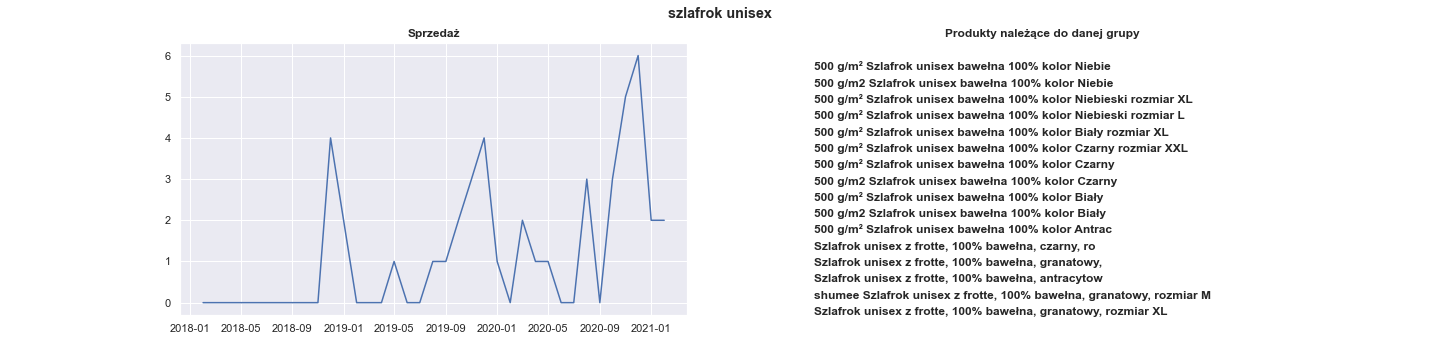 szlafrok unisex
Sprzedaż
6
5
4
3
2
1
0
2018-01 2018-05 2018-09 2019-01 2019-05 2019-09 2020-01 2020-05 2020-09 2021-01
Produkty należące do danej grupy
500 g/m² Szlafrok unisex bawełna 100% kolor Niebie
500 g/m2 Szlafrok unisex bawełna 100% kolor Niebie
500 g/m² Szlafrok unisex bawełna 100% kolor Niebieski rozmiar XL
500 g/m² Szlafrok unisex bawełna 100% kolor Niebieski rozmiar L
500 g/m² Szlafrok unisex bawełna 100% kolor Biały rozmiar XL
500 g/m² Szlafrok unisex bawełna 100% kolor Czarny rozmiar XXL
500 g/m² Szlafrok unisex bawełna 100% kolor Czarny
500 g/m2 Szlafrok unisex bawełna 100% kolor Czarny
500 g/m² Szlafrok unisex bawełna 100% kolor Biały
500 g/m2 Szlafrok unisex bawełna 100% kolor Biały
500 g/m² Szlafrok unisex bawełna 100% kolor Antrac
Szlafrok unisex z frotte, 100% bawełna, czarny, ro
Szlafrok unisex z frotte, 100% bawełna, granatowy,
Szlafrok unisex z frotte, 100% bawełna, antracytow
shumee Szlafrok unisex z frotte, 100% bawełna, granatowy, rozmiar M
Szlafrok unisex z frotte, 100% bawełna, granatowy, rozmiar XL